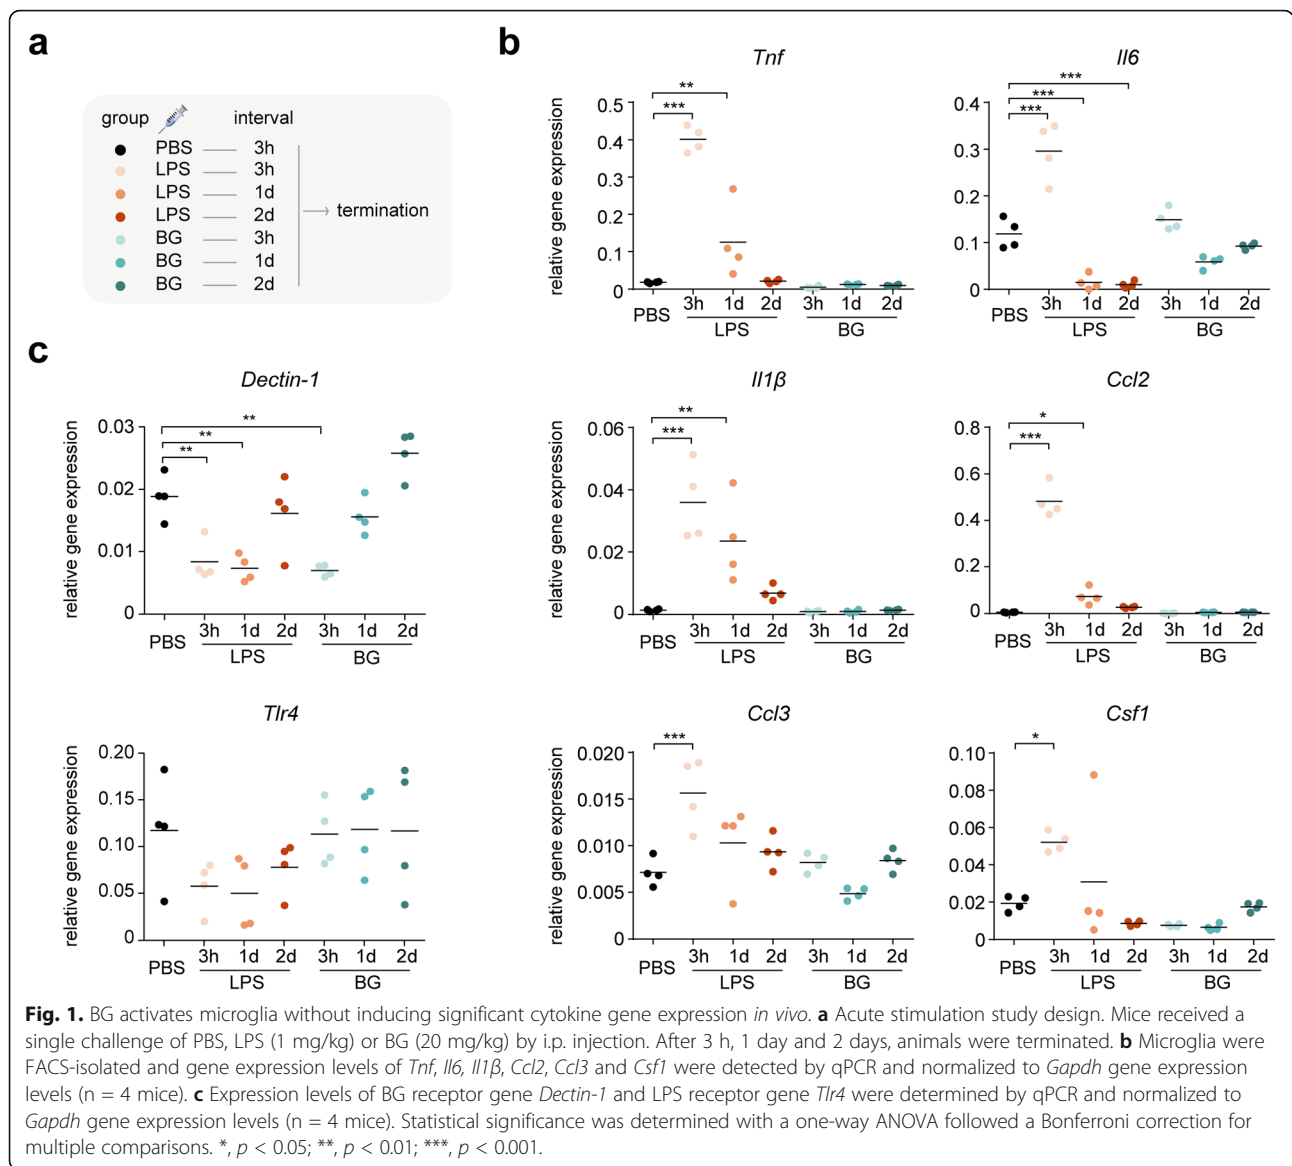 a
group interval
PBS 3h
LPS 3h
LPS 1d
LPS 2d
BG 3h
BG 1d
BG 2d
termination
b
Tnf
relative gene expression
0.5
0.4
0.3
0.2
0.1
0
** 
***
PBS 3h 1d 2d 3h 1d 2d
LPS BG
Il6
0.4
0.3
0.2
0.1
0
***
***
***
PBS 3h 1d 2d 3h 1d 2d
LPS BG
c
Dectin-1
relative gene expression
0.03
0.02
0.01
0
**
**
**
PBS 3h 1d 2d 3h 1d 2d
LPS BG
Il1β
relative gene expression
0.06
0.04
0.02
0
**
***
PBS 3h 1d 2d 3h 1d 2d
LPS BG
Ccl2
0.8
0.6
0.4
0.2
0
*
***
PBS 3h 1d 2d 3h 1d 2d
LPS BG
Tlr4
relative gene expression
0.20
0.15
0.10
0.05
0
PBS 3h 1d 2d 3h 1d 2d
LPS BG
Ccl3
relative gene expression
0.020
0.015
0.010
0.005
0
***
PBS 3h 1d 2d 3h 1d 2d
LPS BG
Csf1
0.10
0.08
0.06
0.04
0.02
0
*
PBS 3h 1d 2d 3h 1d 2d
LPS BG
Fig. 1. BG activates microglia without inducing significant cytokine gene expression in vivo. a Acute stimulation study design. Mice received a
single challenge of PBS, LPS (1 mg/kg) or BG (20 mg/kg) by i.p. injection. After 3 h, 1 day and 2 days, animals were terminated. b Microglia were
FACS-isolated and gene expression levels of Tnf, Il6, Il1β, Ccl2, Ccl3 and Csf1 were detected by qPCR and normalized to Gapdh gene expression
levels (n = 4 mice). c Expression levels of BG receptor gene Dectin-1 and LPS receptor gene Tlr4 were determined by qPCR and normalized to
Gapdh gene expression levels (n = 4 mice). Statistical significance was determined with a one-way ANOVA followed a Bonferroni correction for
multiple comparisons. *, p < 0.05; **, p < 0.01; ***, p < 0.001.